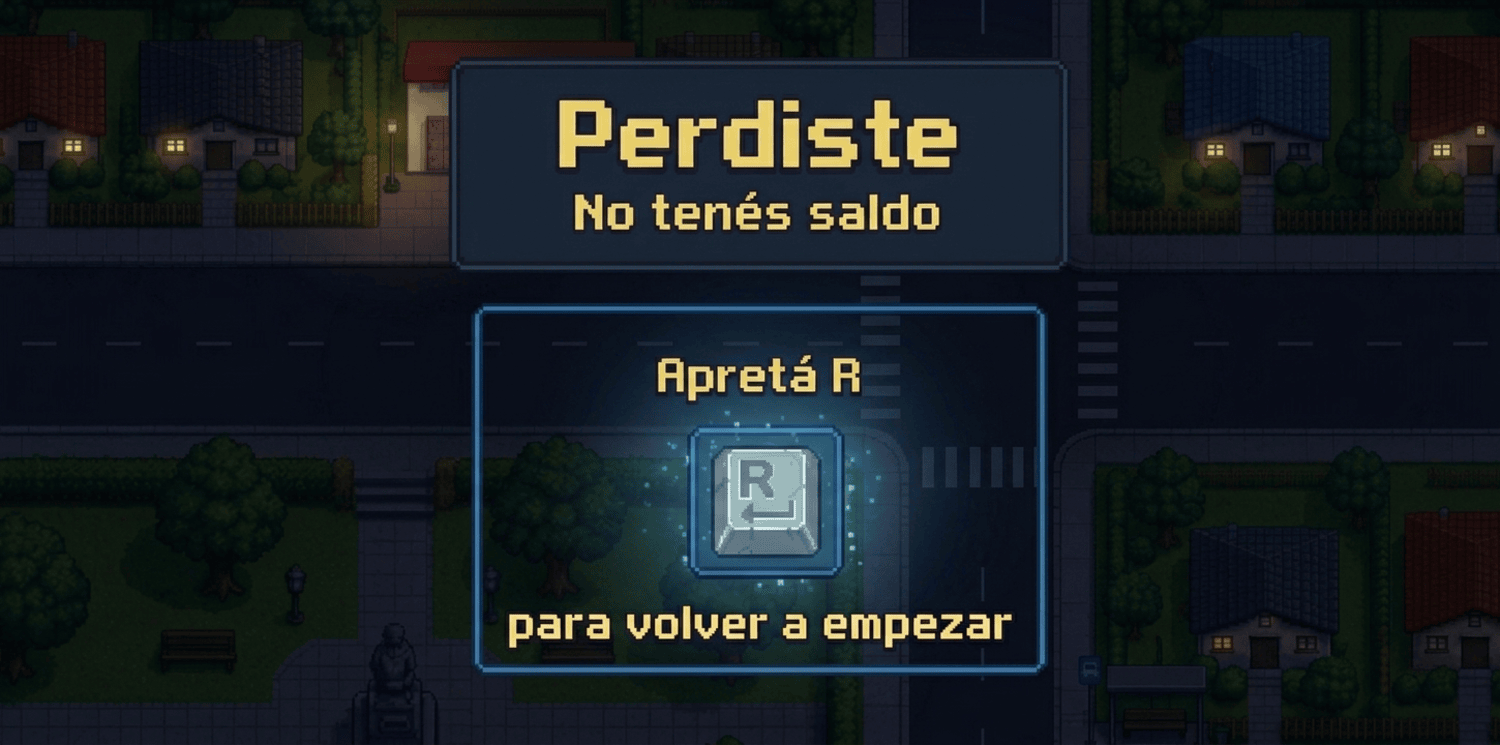 Perdiste
No tenés saldo
Apretá R
R
para volver a empezar